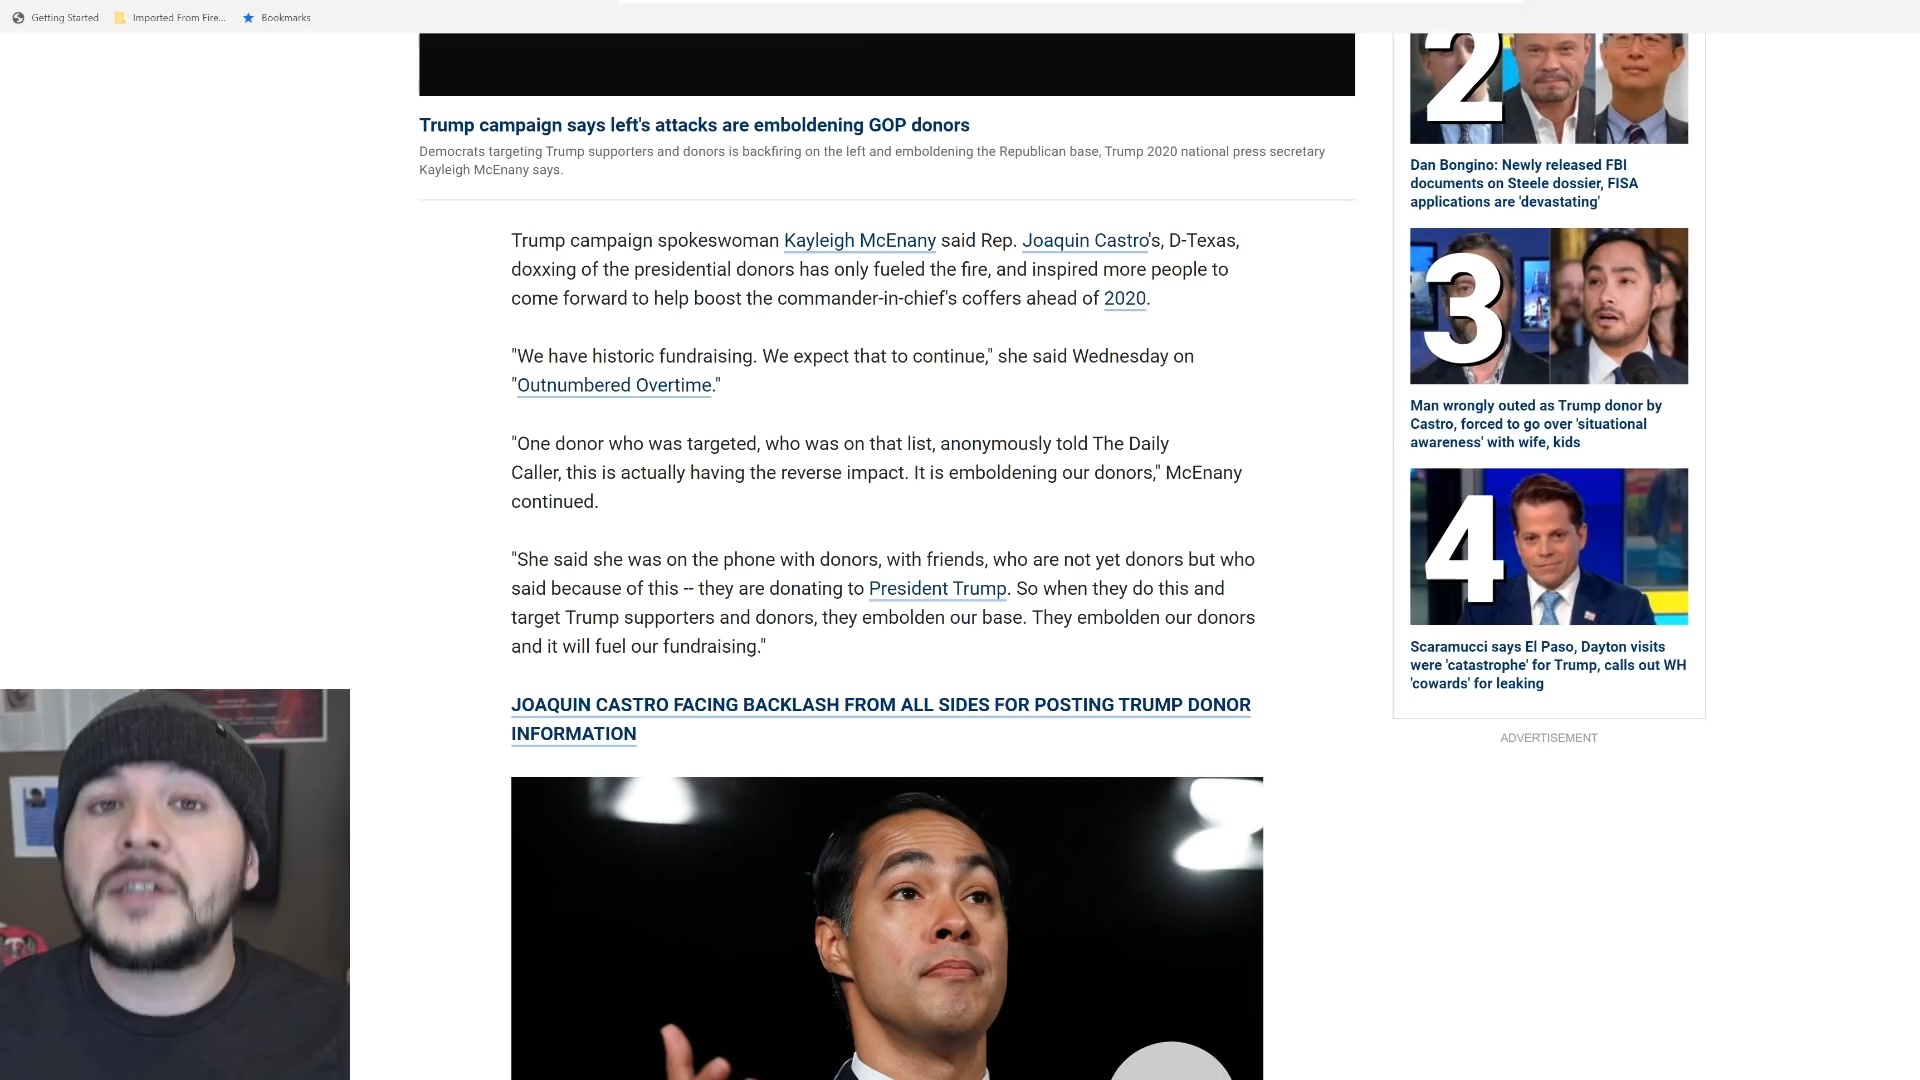 Getting Started
Imported From Fire...
Bookmarks
Trump campaign says left's attacks are emboldening GOP donors
Democrats targeting Trump supporters and donors is backfiring on the left and emboldening the Republican base, Trump 2020 national press secretary
Kayleigh McEnany says.
Trump campaign spokeswoman Kayleigh McEnany said Rep. Joaquin Castro's, D-Texas,
doxxing of the presidential donors has only fueled the fire, and inspired more people to
come forward to help boost the commander-in-chief's coffers ahead of 2020.
"We have historic fundraising. We expect that to continue," she said Wednesday on
"Outnumbered Overtime."
"One donor who was targeted, who was on that list, anonymously told The Daily
Caller, this is actually having the reverse impact. It is emboldening our donors," McEnany
continued.
"She said she was on the phone with donors, with friends, who are not yet donors but who
said because of this -- they are donating to President Trump. So when they do this and
target Trump supporters and donors, they embolden our base. They embolden our donors
and it will fuel our fundraising."
JOAQUIN CASTRO FACING BACKLASH FROM ALL SIDES FOR POSTING TRUMP DONOR
INFORMATION
2
Dan Bongino: Newly released FBI
documents on Steele dossier, FISA
applications are 'devastating'
3
Man wrongly outed as Trump donor by
Castro, forced to go over 'situational
awareness' with wife, kids
4
Scaramucci says El Paso, Dayton visits
were 'catastrophe' for Trump, calls out WH
'cowards' for leaking
ADVERTISEMENT